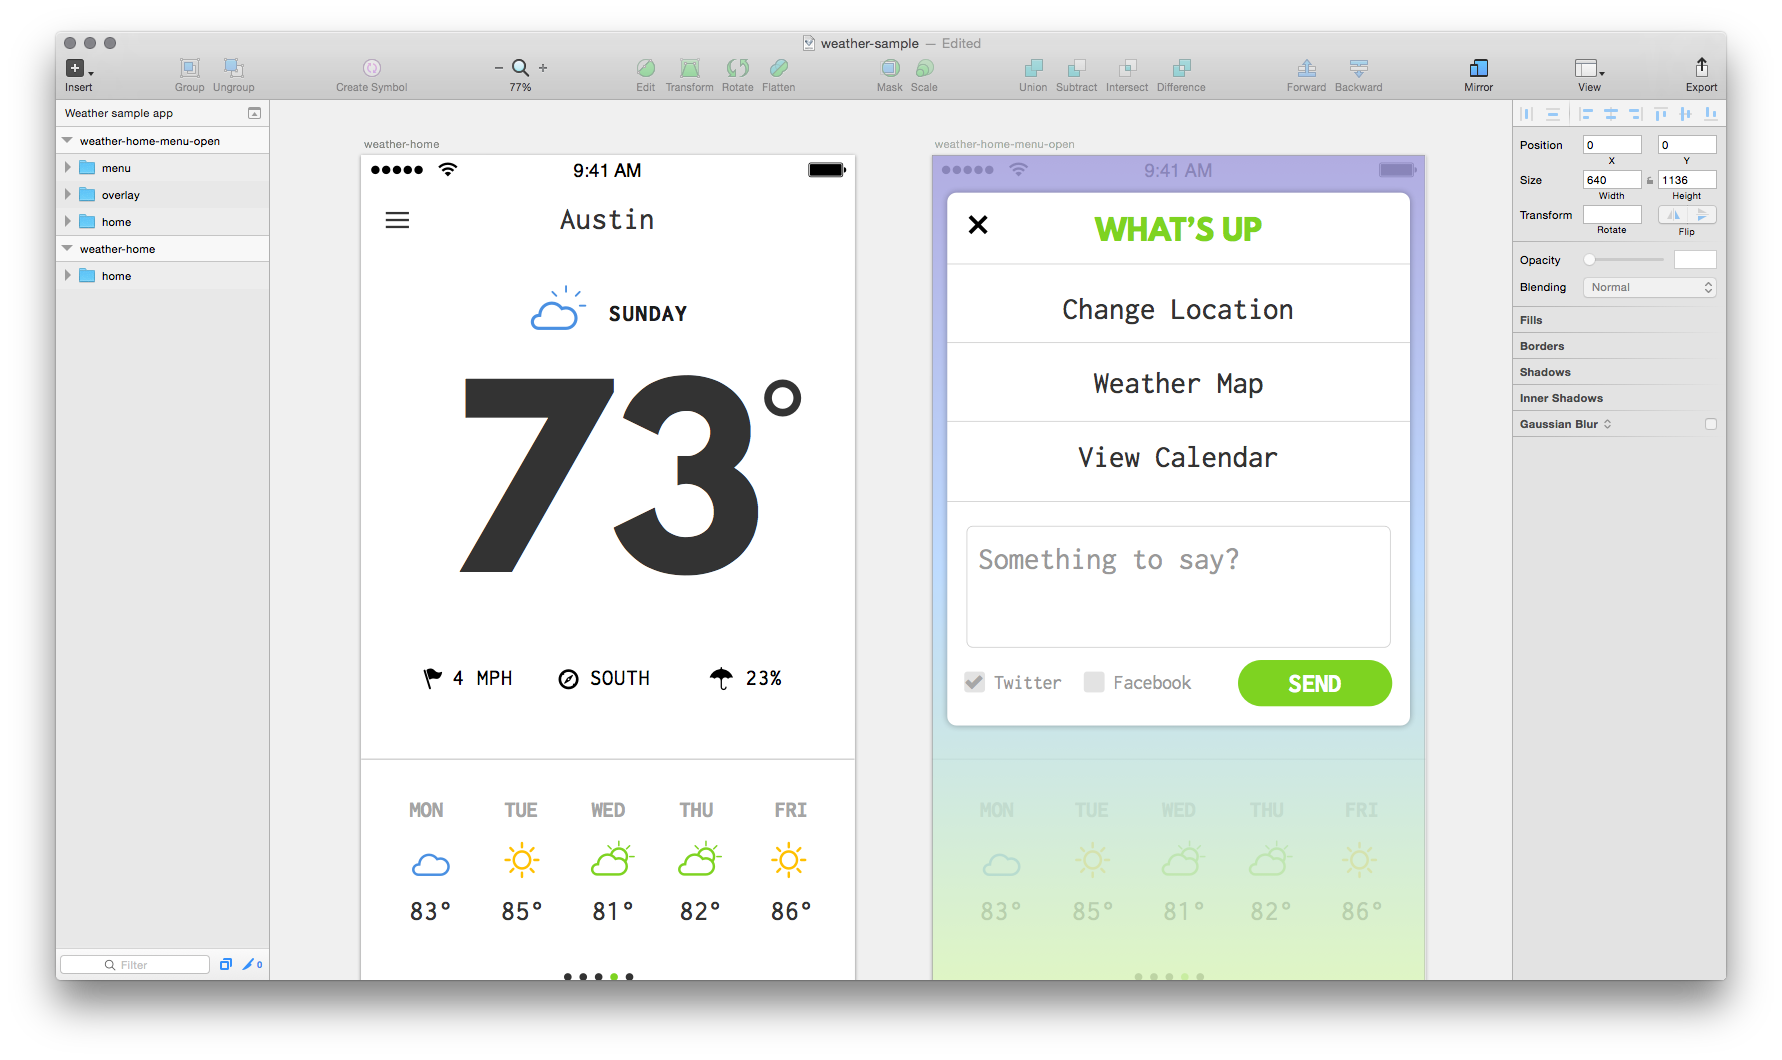 weather-sample — Edited
Insert Group Ungroup Create Symbol 77% Edit Transform Rotate Flatten Mask Scale Union Subtract Intersect Difference Forward Backward Mirror View Export
Weather sample app
weather-home-menu-open
menu
overlay
home
weather-home
home
Filter
0
weather-home
9:41 AM
Austin
SUNDAY
73°
4 MPH SOUTH 23%
MON TUE WED THU FRI
83° 85° 81° 82° 86°
weather-home-menu-open
9:41 AM
WHAT'S UP
Change Location
Weather Map
View Calendar
Something to say?
Twitter Facebook SEND
MON TUE WED THU FRI
83° 85° 81° 82° 86°
Position 0 0
X Y
Size 640 1136
Width Height
Transform
Rotate Flip
Opacity
Blending Normal
Fills
Borders
Shadows
Inner Shadows
Gaussian Blur